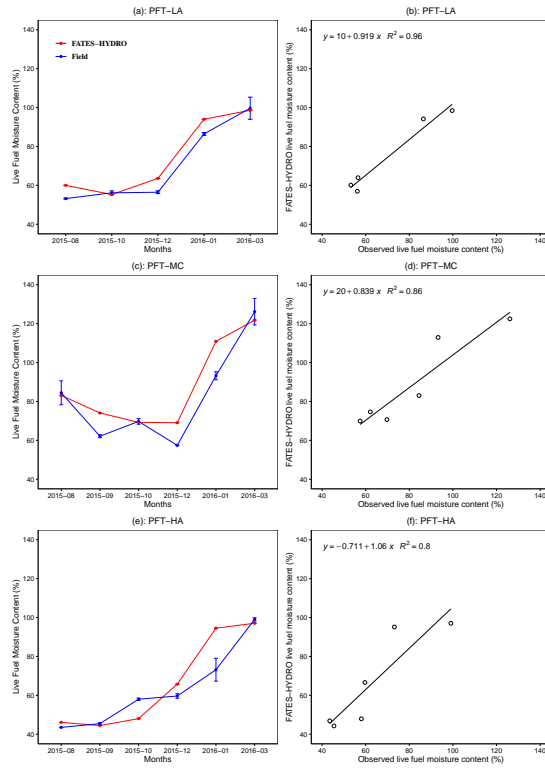 (a): PFT−LA
(b): PFT−LA
140
120
100
80
60
40
Live Fuel Moisture Content (%)
FATES−HYDRO
Field
2015−08 2015−10 2015−12 2016−01 2016−03
Months
y = 10+0.919 x R² = 0.96
140
120
100
80
60
40
FATES−HYDRO live fuel moisture content (%)
40 60 80 100 120 140
Observed live fuel moisture content (%)
(c): PFT−MC
(d): PFT−MC
140
120
100
80
60
40
Live Fuel Moisture Content (%)
2015−08 2015−09 2015−10 2015−12 2016−01 2016−03
Months
y = 20+0.839 x R² = 0.86
140
120
100
80
60
40
FATES−HYDRO live fuel moisture content (%)
40 60 80 100 120 140
Observed live fuel moisture content (%)
(e): PFT−HA
(f): PFT−HA
140
120
100
80
60
40
Live Fuel Moisture Content (%)
2015−08 2015−09 2015−10 2015−12 2016−01 2016−03
Months
y = −0.711+1.06 x R² = 0.8
140
120
100
80
60
40
FATES−HYDRO live fuel moisture content (%)
40 60 80 100 120 140
Observed live fuel moisture content (%)